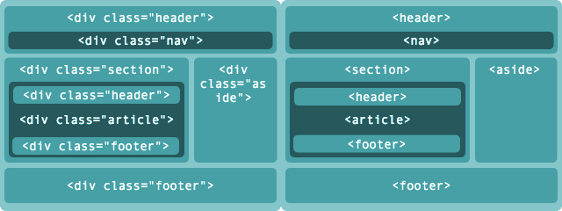 <div class="header">
<div class="nav">
<div class="section">
<div class="header">
<div class="article">
<div class="footer">
<div
class="as
ide">
<div class="footer">
<header>
<nav>
<section>
<header>
<article>
<footer>
<aside>
<footer>